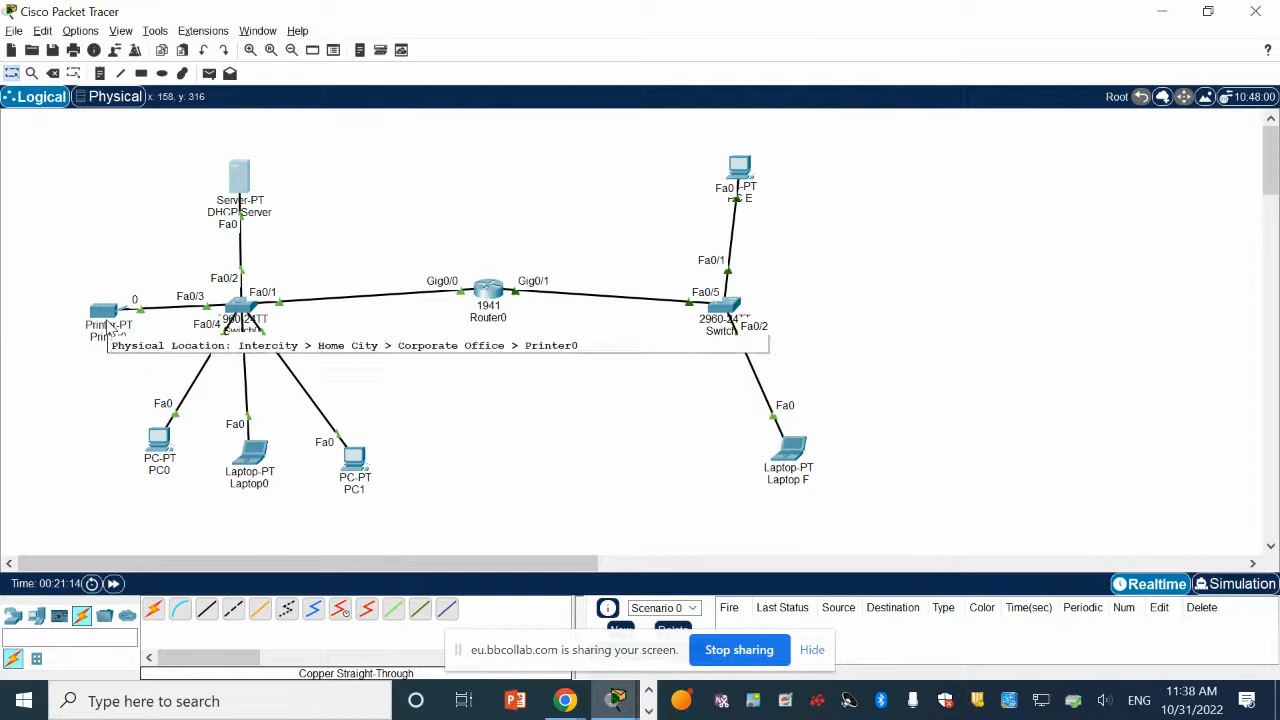 Cisco Packet Tracer
File Edit Options View Tools Extensions Window Help
?
Logical Physical x: 158, y: 316 Root 10:48:00
Server-PT
DHCP Server
Fa0
Fa0/2
Fa0/1
Fa0/3
0
Fa0/4
Gig0/0
Gig0/1
1941
Router0
Fa0
E
Fa0/1
Fa0/5
Fa0/2
Physical Location: Intercity > Home City > Corporate Office > Printer0
Fa0
Fa0
Fa0
Fa0
PC-PT
PC0
Laptop-PT
Laptop0
PC-PT
PC1
Laptop-PT
Laptop F
Time: 00:21:14 Realtime Simulation
Scenario 0
Fire Last Status Source Destination Type Color Time(sec) Periodic Num Edit Delete
eu.bbcollab.com is sharing your screen. Stop sharing Hide
Copper Straight-Through
Type here to search
ENG
11:38 AM
10/31/2022